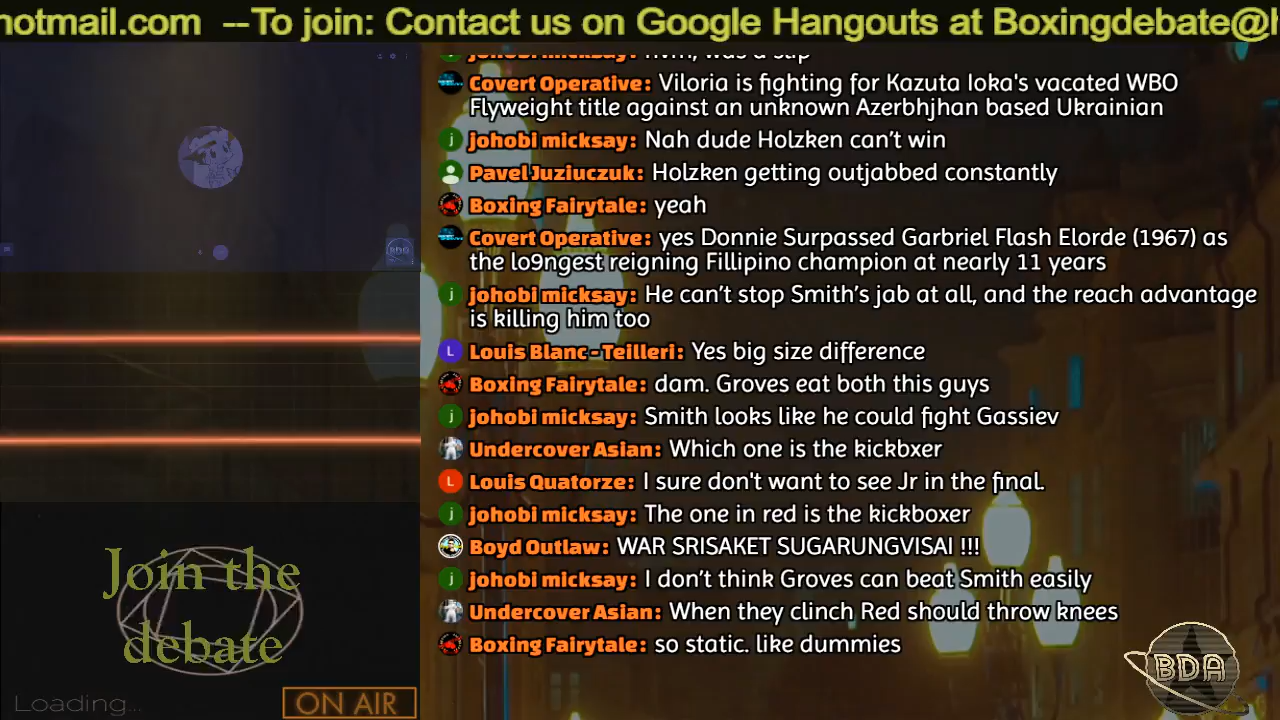 hotmail.com --To join: Contact us on Google Hangouts at Boxingdebate@
johobi micksay: nvm, was a slip
Covert Operative: Viloria is fighting for Kazuta Ioka's vacated WBO
Flyweight title against an unknown Azerbhjhan based Ukrainian
johobi micksay: Nah dude Holzken can’t win
Pavel Juziuczuk: Holzken getting outjabbed constantly
Boxing Fairytale: yeah
Covert Operative: yes Donnie Surpassed Garbriel Flash Elorde (1967) as
the lo9ngest reigning Fillipino champion at nearly 11 years
johobi micksay: He can’t stop Smith’s jab at all, and the reach advantage
is killing him too
L
Louis Blanc - Teilleri: Yes big size difference
Boxing Fairytale: dam. Groves eat both this guys
johobi micksay: Smith looks like he could fight Gassiev
Undercover Asian: Which one is the kickbxer
L
Louis Quatorze: I sure don't want to see Jr in the final.
johobi micksay: The one in red is the kickboxer
Boyd Outlaw: WAR SRISAKET SUGARUNGVISAI !!!
johobi micksay: I don’t think Groves can beat Smith easily
Undercover Asian: When they clinch Red should throw knees
Boxing Fairytale: so static. like dummies
BDA
Join the
debate
Loading...
ON AIR
BDA